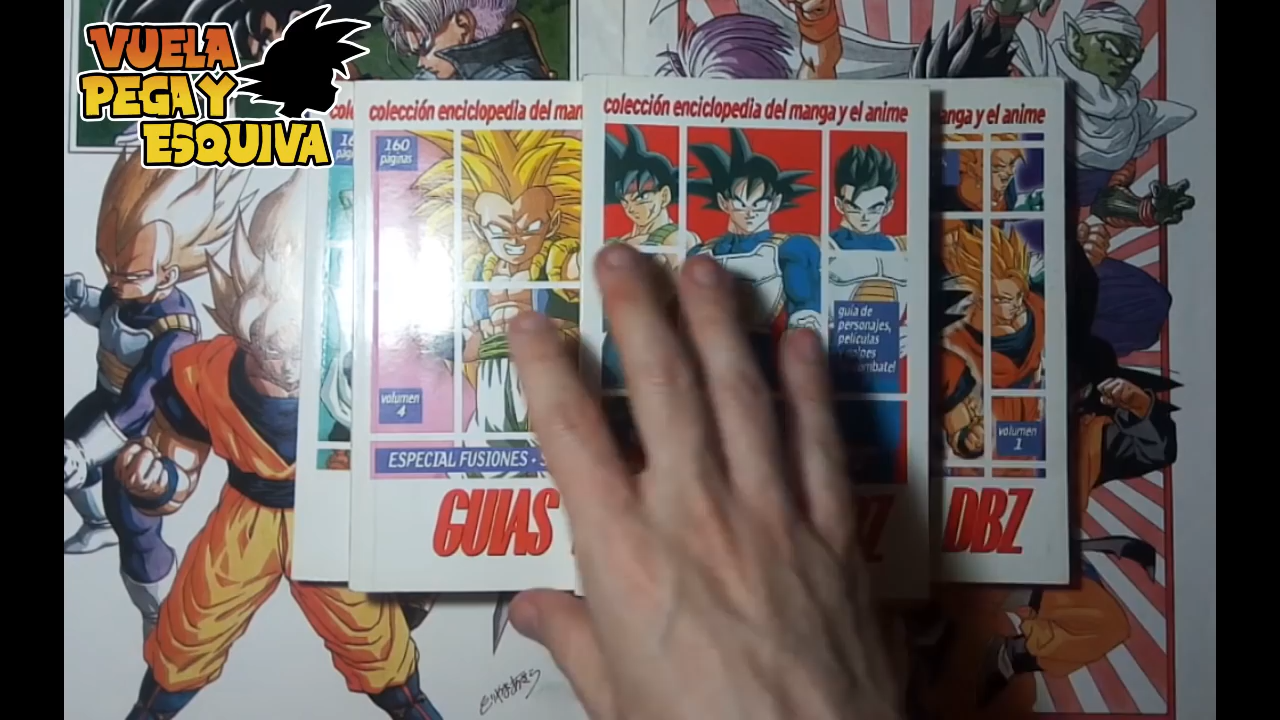 VUELA
PEGA Y
ESQUIVA
colección enciclopedia del man
160
páginas
volumen
4
ESPECIAL FUSIONES •
GUIAS
colección enciclopedia del manga y el anime
guía de
personajes,
películas
anga y el anime
volumen
1
DBZ